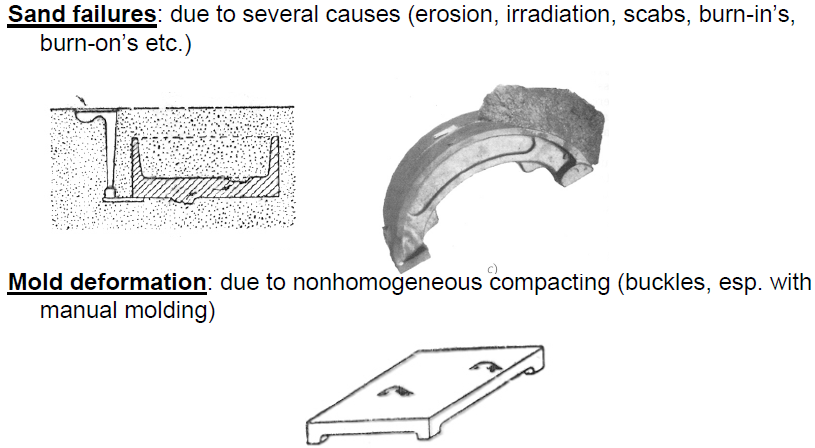 Sand failures: due to several causes (erosion, irradiation, scabs, burn-in’s,
burn-on’s etc.)
c)
Mold deformation: due to nonhomogeneous compacting (buckles, esp. with
manual molding)